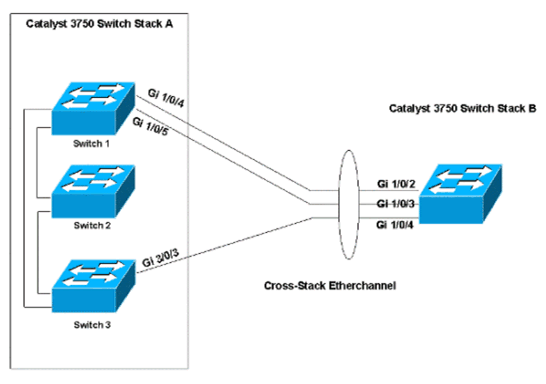 Catalyst 3750 Switch Stack A
Gi 1/0/4
Gi 1/0/5
Switch 1
Catalyst 3750 Switch Stack B
Gi 1/0/2
Gi 1/0/3
Gi 1/0/4
Switch 2
Gi 3/0/3
Cross-Stack Etherchannel
Switch 3